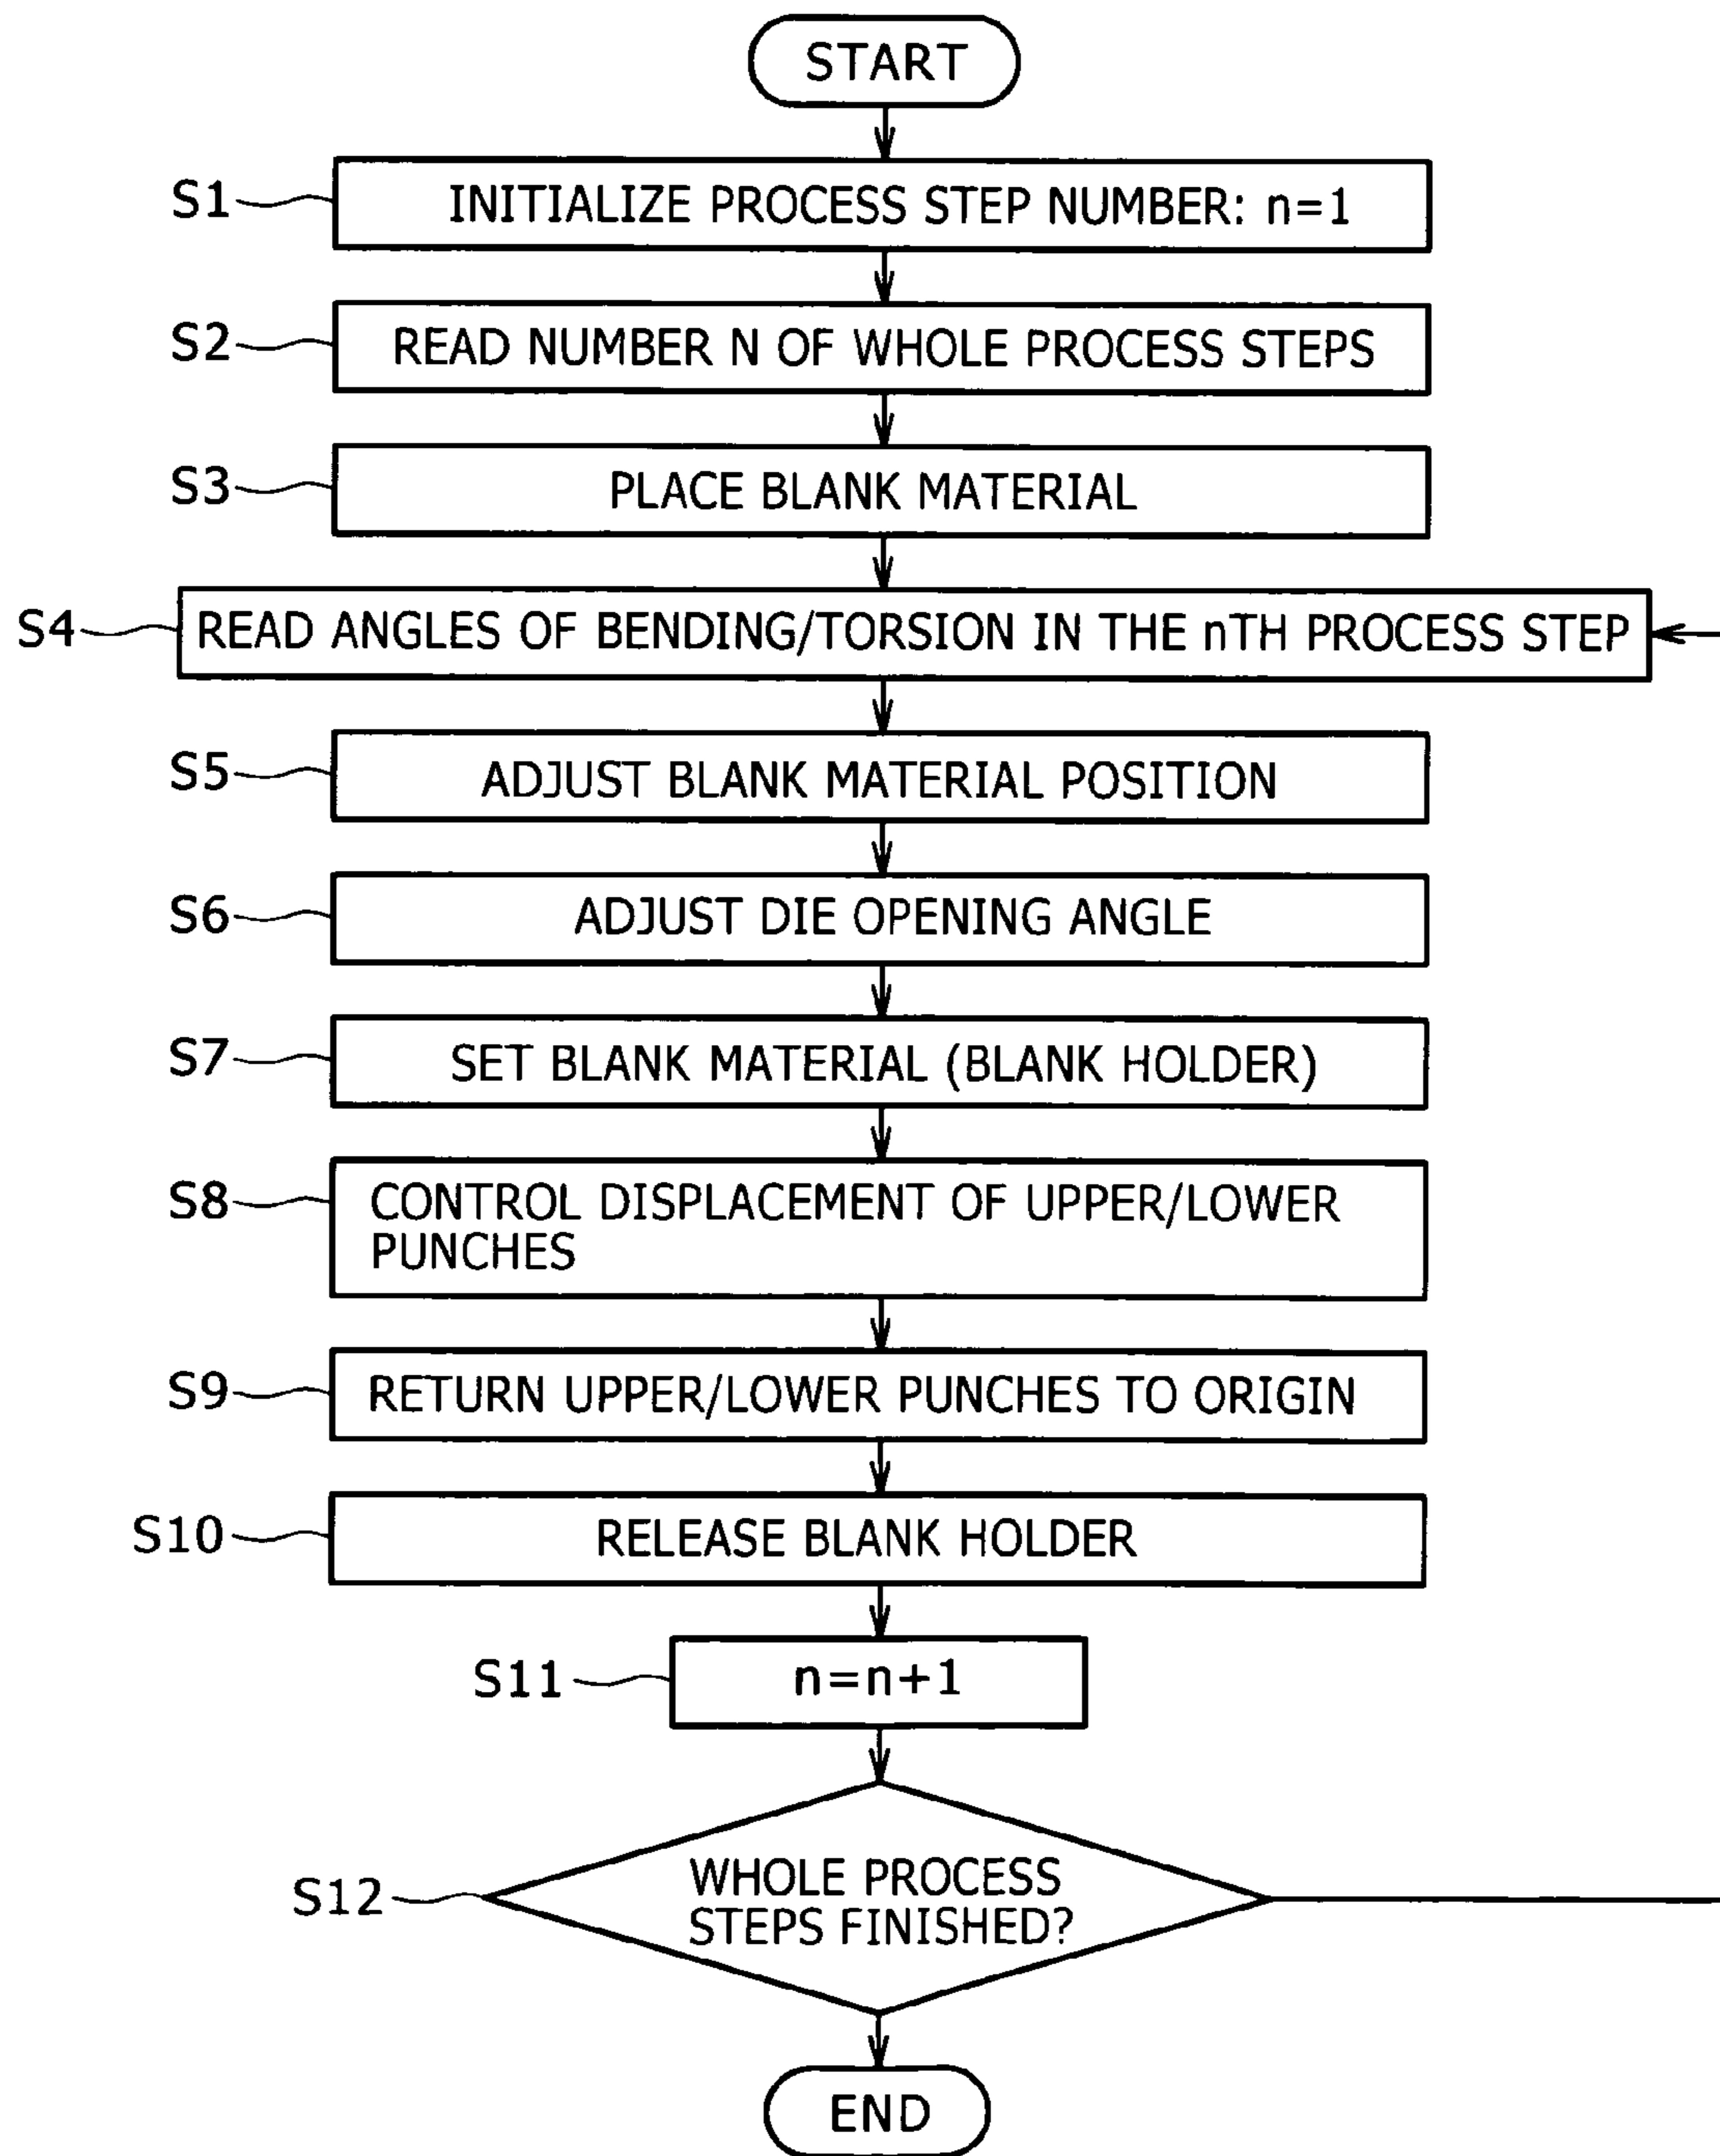 START
S1
INITIALIZE PROCESS STEP NUMBER: n=1
S2
READ NUMBER N OF WHOLE PROCESS STEPS
S3
PLACE BLANK MATERIAL
S4
READ ANGLES OF BENDING/TORSION IN THE nTH PROCESS STEP
S5
ADJUST BLANK MATERIAL POSITION
S6
ADJUST DIE OPENING ANGLE
S7
SET BLANK MATERIAL (BLANK HOLDER)
S8
CONTROL DISPLACEMENT OF UPPER/LOWER
PUNCHES
S9
RETURN UPPER/LOWER PUNCHES TO ORIGIN
S10
RELEASE BLANK HOLDER
S11
n=n+1
S12
WHOLE PROCESS
STEPS FINISHED?
END